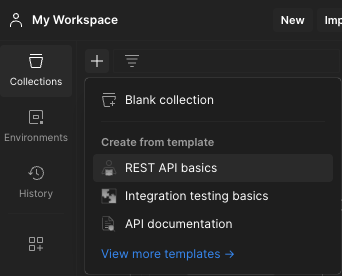 My Workspace
New
Imp
Collections
Blank collection
Environments
Create from template
REST API basics
History
Integration testing basics
API documentation
View more templates →